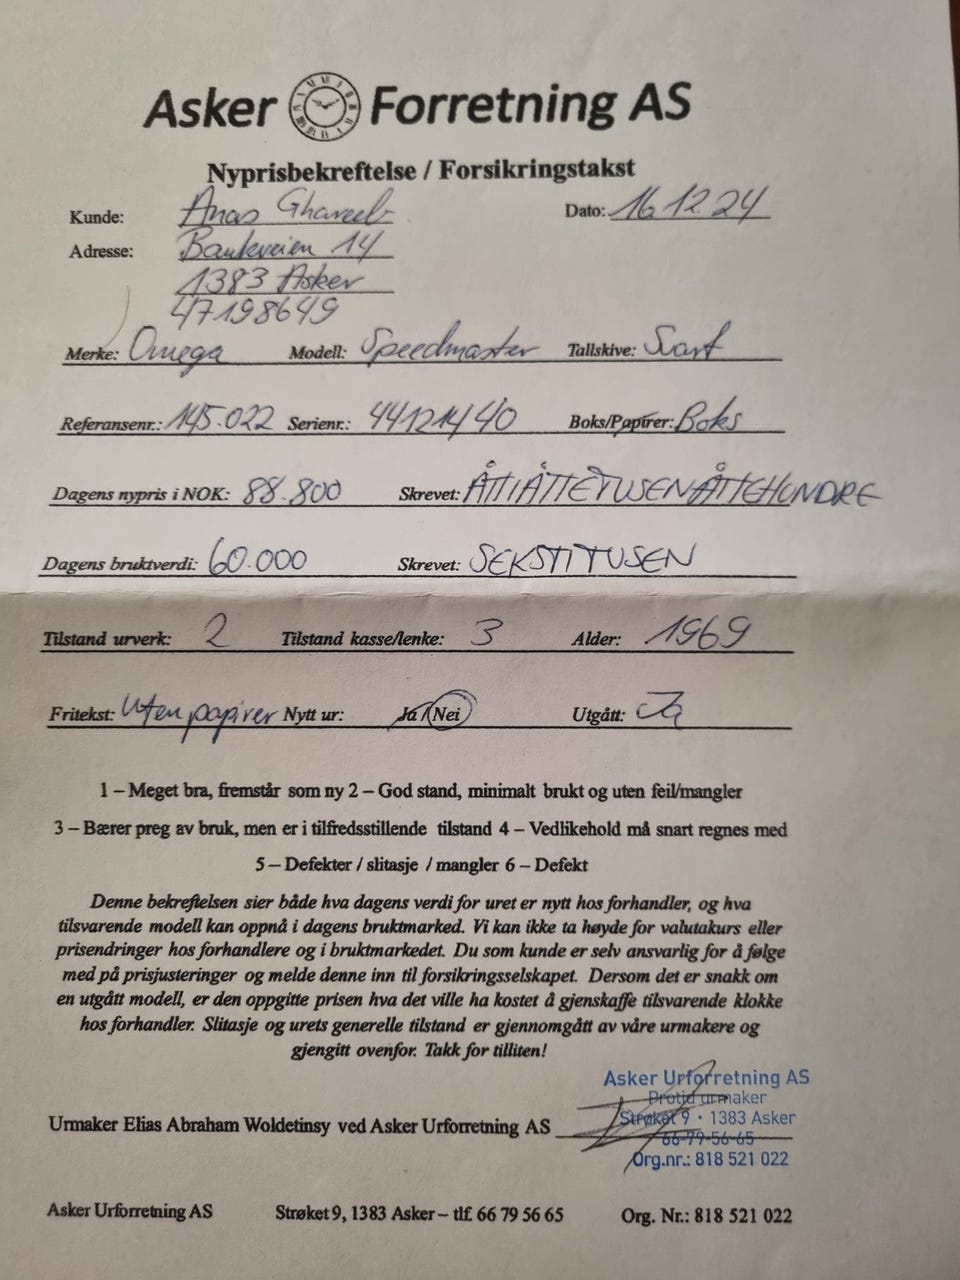 Asker Forretning AS
Nyprisbekreftelse / Forsikringstakst
Kunde: Anas Ghareeb Dato: 16.12.24
Adresse: Baukveien 14
1383 Asker
47198649
Merke: Omega Modell: Speedmaster Tallskive: Svart
Referansenr.: 145.022 Serienr.: Boks/Papirer: Boks
Dagens nypris i NOK: 88.800 Skrevet: ÅTTIÅTTETUSENÅTTEHUNDRE
Dagens bruktverdi: 60.000 Skrevet: SEKSTITUSEN
Tilstand urverk: 2 Tilstand kasse/lenke: 3 Alder: 1969
Fritekst: Uten papirer Nytt ur: Ja / Nei Utgått: Ja
1 – Meget bra, fremstår som ny 2 – God stand, minimalt brukt og uten feil/mangler
3 – Bærer preg av bruk, men er i tilfredsstillende tilstand 4 – Vedlikehold må snart regnes med
5 – Defekter / slitasje / mangler 6 – Defekt
Denne bekreftelsen sier både hva dagens verdi for uret er nytt hos forhandler, og hva
tilsvarende modell kan oppnå i dagens bruktmarked. Vi kan ikke ta høyde for valutakurs eller
prisendringer hos forhandlere og i bruktmarkedet. Du som kunde er selv ansvarlig for å følge
med på prisjusteringer og melde denne inn til forsikringsselskapet. Dersom det er snakk om
en utgått modell, er den oppgitte prisen hva det ville ha kostet å gjenskaffe tilsvarende klokke
hos forhandler. Slitasje og urets generelle tilstand er gjennomgått av våre urmakere og
gjengitt ovenfor. Takk for tilliten!
Asker Urforretning AS
Protid urmaker
Urmaker Elias Abraham Woldetinsy ved Asker Urforretning AS Strøket 9 · 1383 Asker
66-79-56-65
Org.nr.: 818 521 022
Asker Urforretning AS Strøket 9, 1383 Asker – tlf. 66 79 56 65 Org. Nr.: 818 521 022